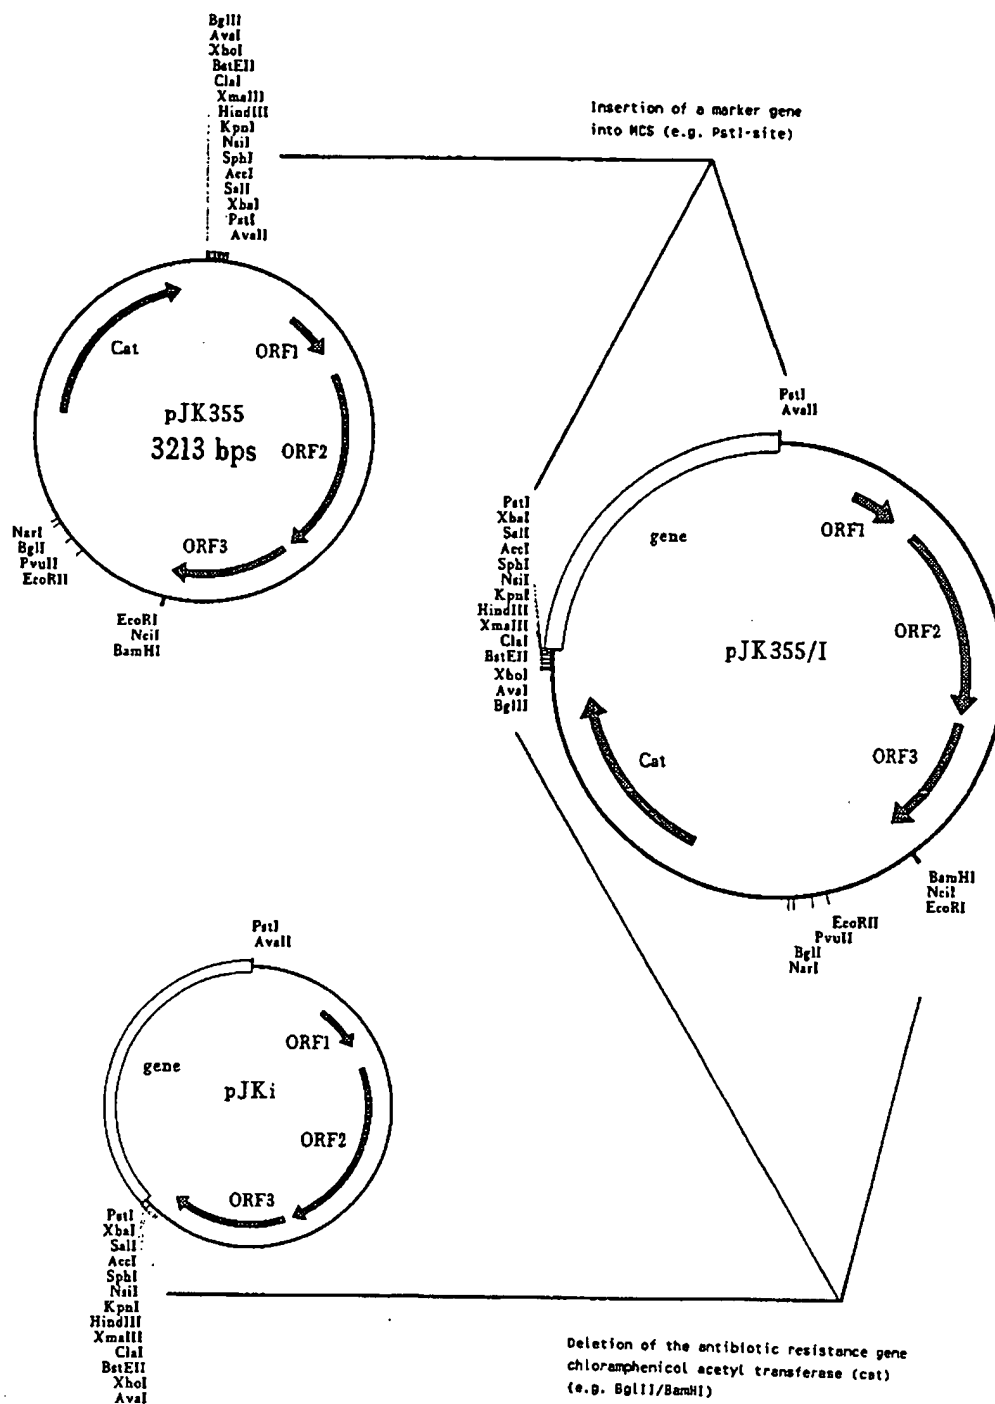 BglII
AvaI
XhoI
BstEII
ClaI
XmaIII
HindIII
KpnI
NsiI
SphI
AccI
SalI
XbaI
PstI
AvaII
Insertion of a marker gene
into MCS (e.g. PstI-site)
Cat
ORF1
pJK355
3213 bps
ORF2
ORF3
NarI
BglI
PvuII
EcoRII
EcoRI
NciI
BamHI
PstI
AvaII
PstI
XbaI
SalI
AccI
SphI
NsiI
KpnI
HindIII
XmaIII
ClaI
BstEII
XhoI
AvaI
BglII
gene
ORF1
ORF2
pJK355/I
ORF3
Cat
BamHI
NciI
EcoRI
EcoRII
PvuII
BglI
NarI
PstI
AvaII
gene
ORF1
pJKi
ORF2
ORF3
PstI
XbaI
SalI
AccI
SphI
NsiI
KpnI
HindIII
XmaIII
ClaI
BstEII
XhoI
AvaI
Deletion of the antibiotic resistance gene
chloramphenicol acetyl transferase (cat)
(e.g. BglII/BamHI)